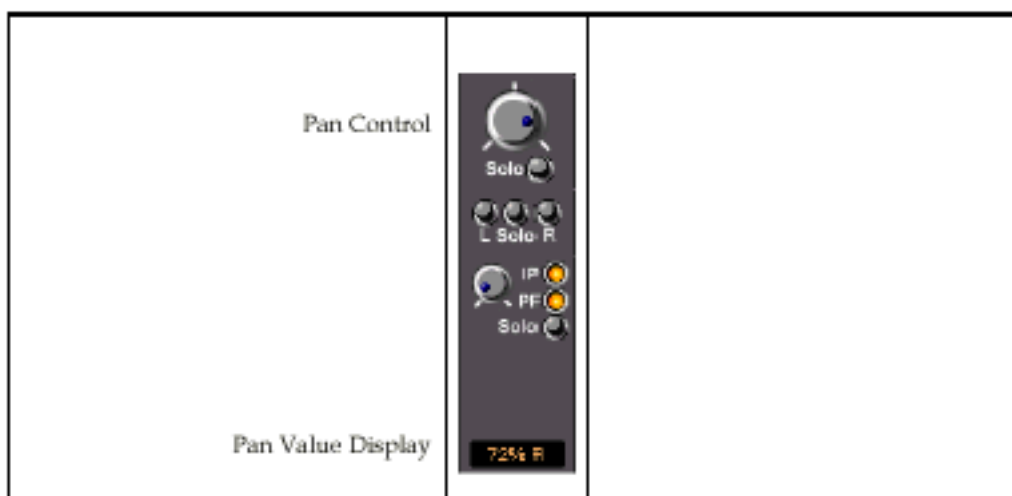 Pan Control
Solo
L Solo R
IP
PF
Solo
Pan Value Display
72% R